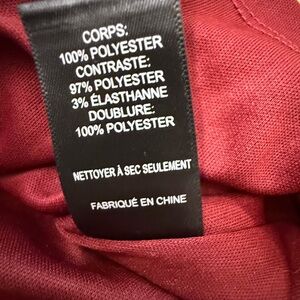 CORPS:
100% POLYESTER
CONTRASTE:
97% POLYESTER
3% ÉLASTHANNE
DOUBLURE:
100% POLYESTER
NETTOYER À SEC SEULEMENT
FABRIQUÉ EN CHINE